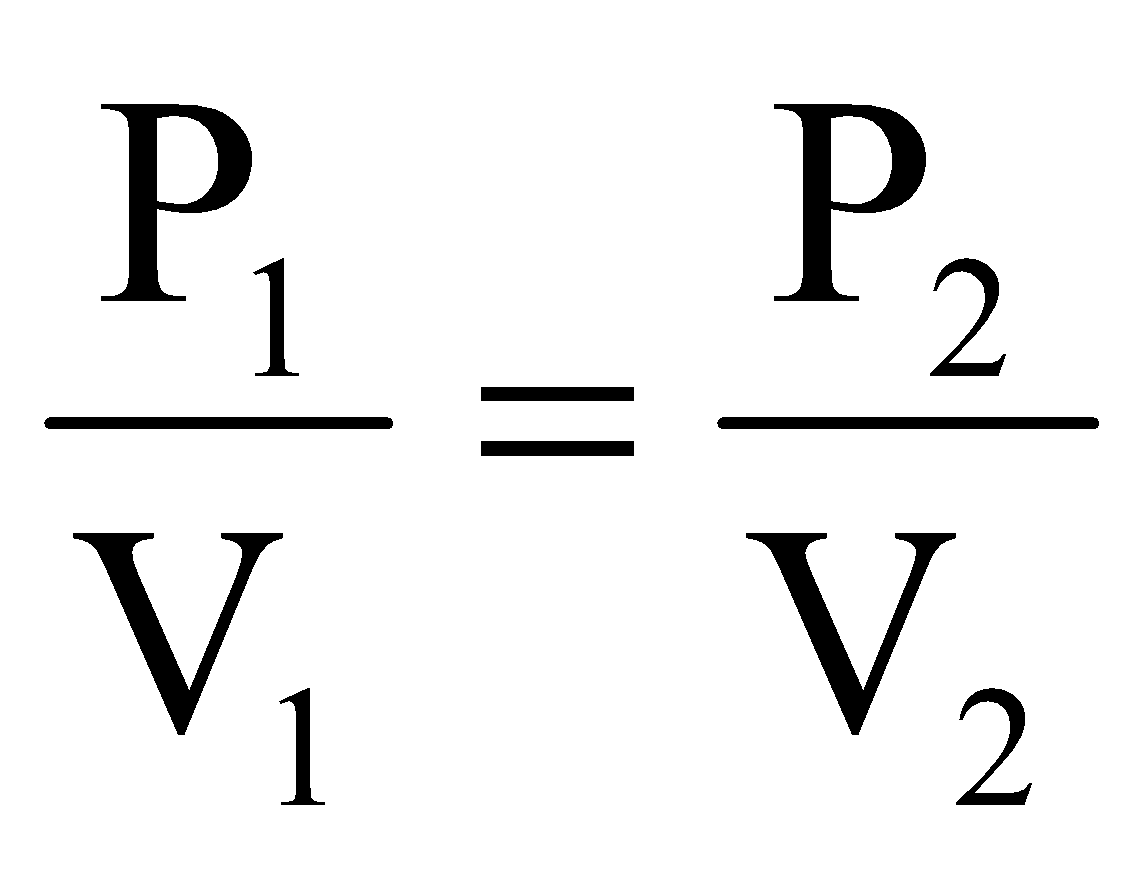 P₁/V₁ = P₂/V₂